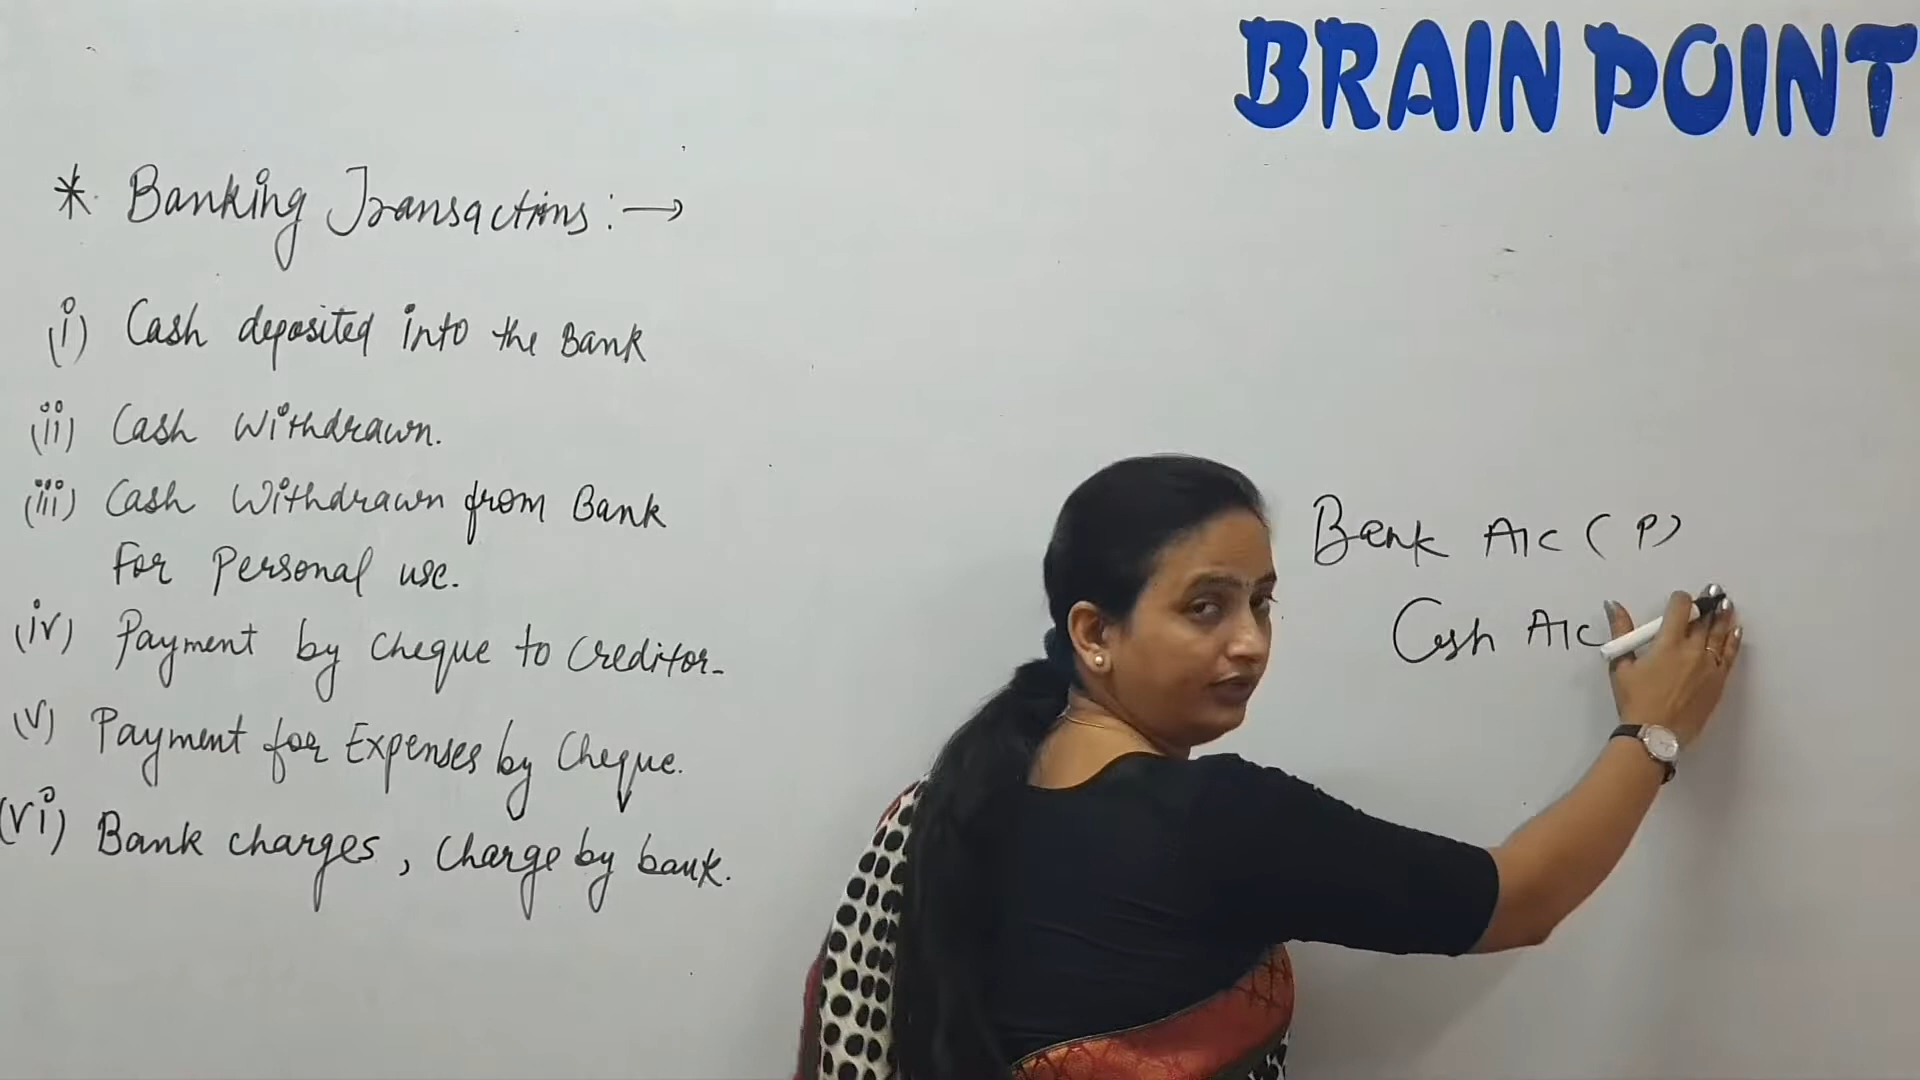 BRAIN POINT
* Banking Transactions :→
(i) Cash deposited into the Bank
(ii) Cash Withdrawn.
(iii) Cash Withdrawn from Bank
For Personal use.
(iv) Payment by Cheque to Creditor-
(v) Payment for Expenses by Cheque.
(vi) Bank charges, Charge by bank.
Bank A/c (P)
Cash A/c